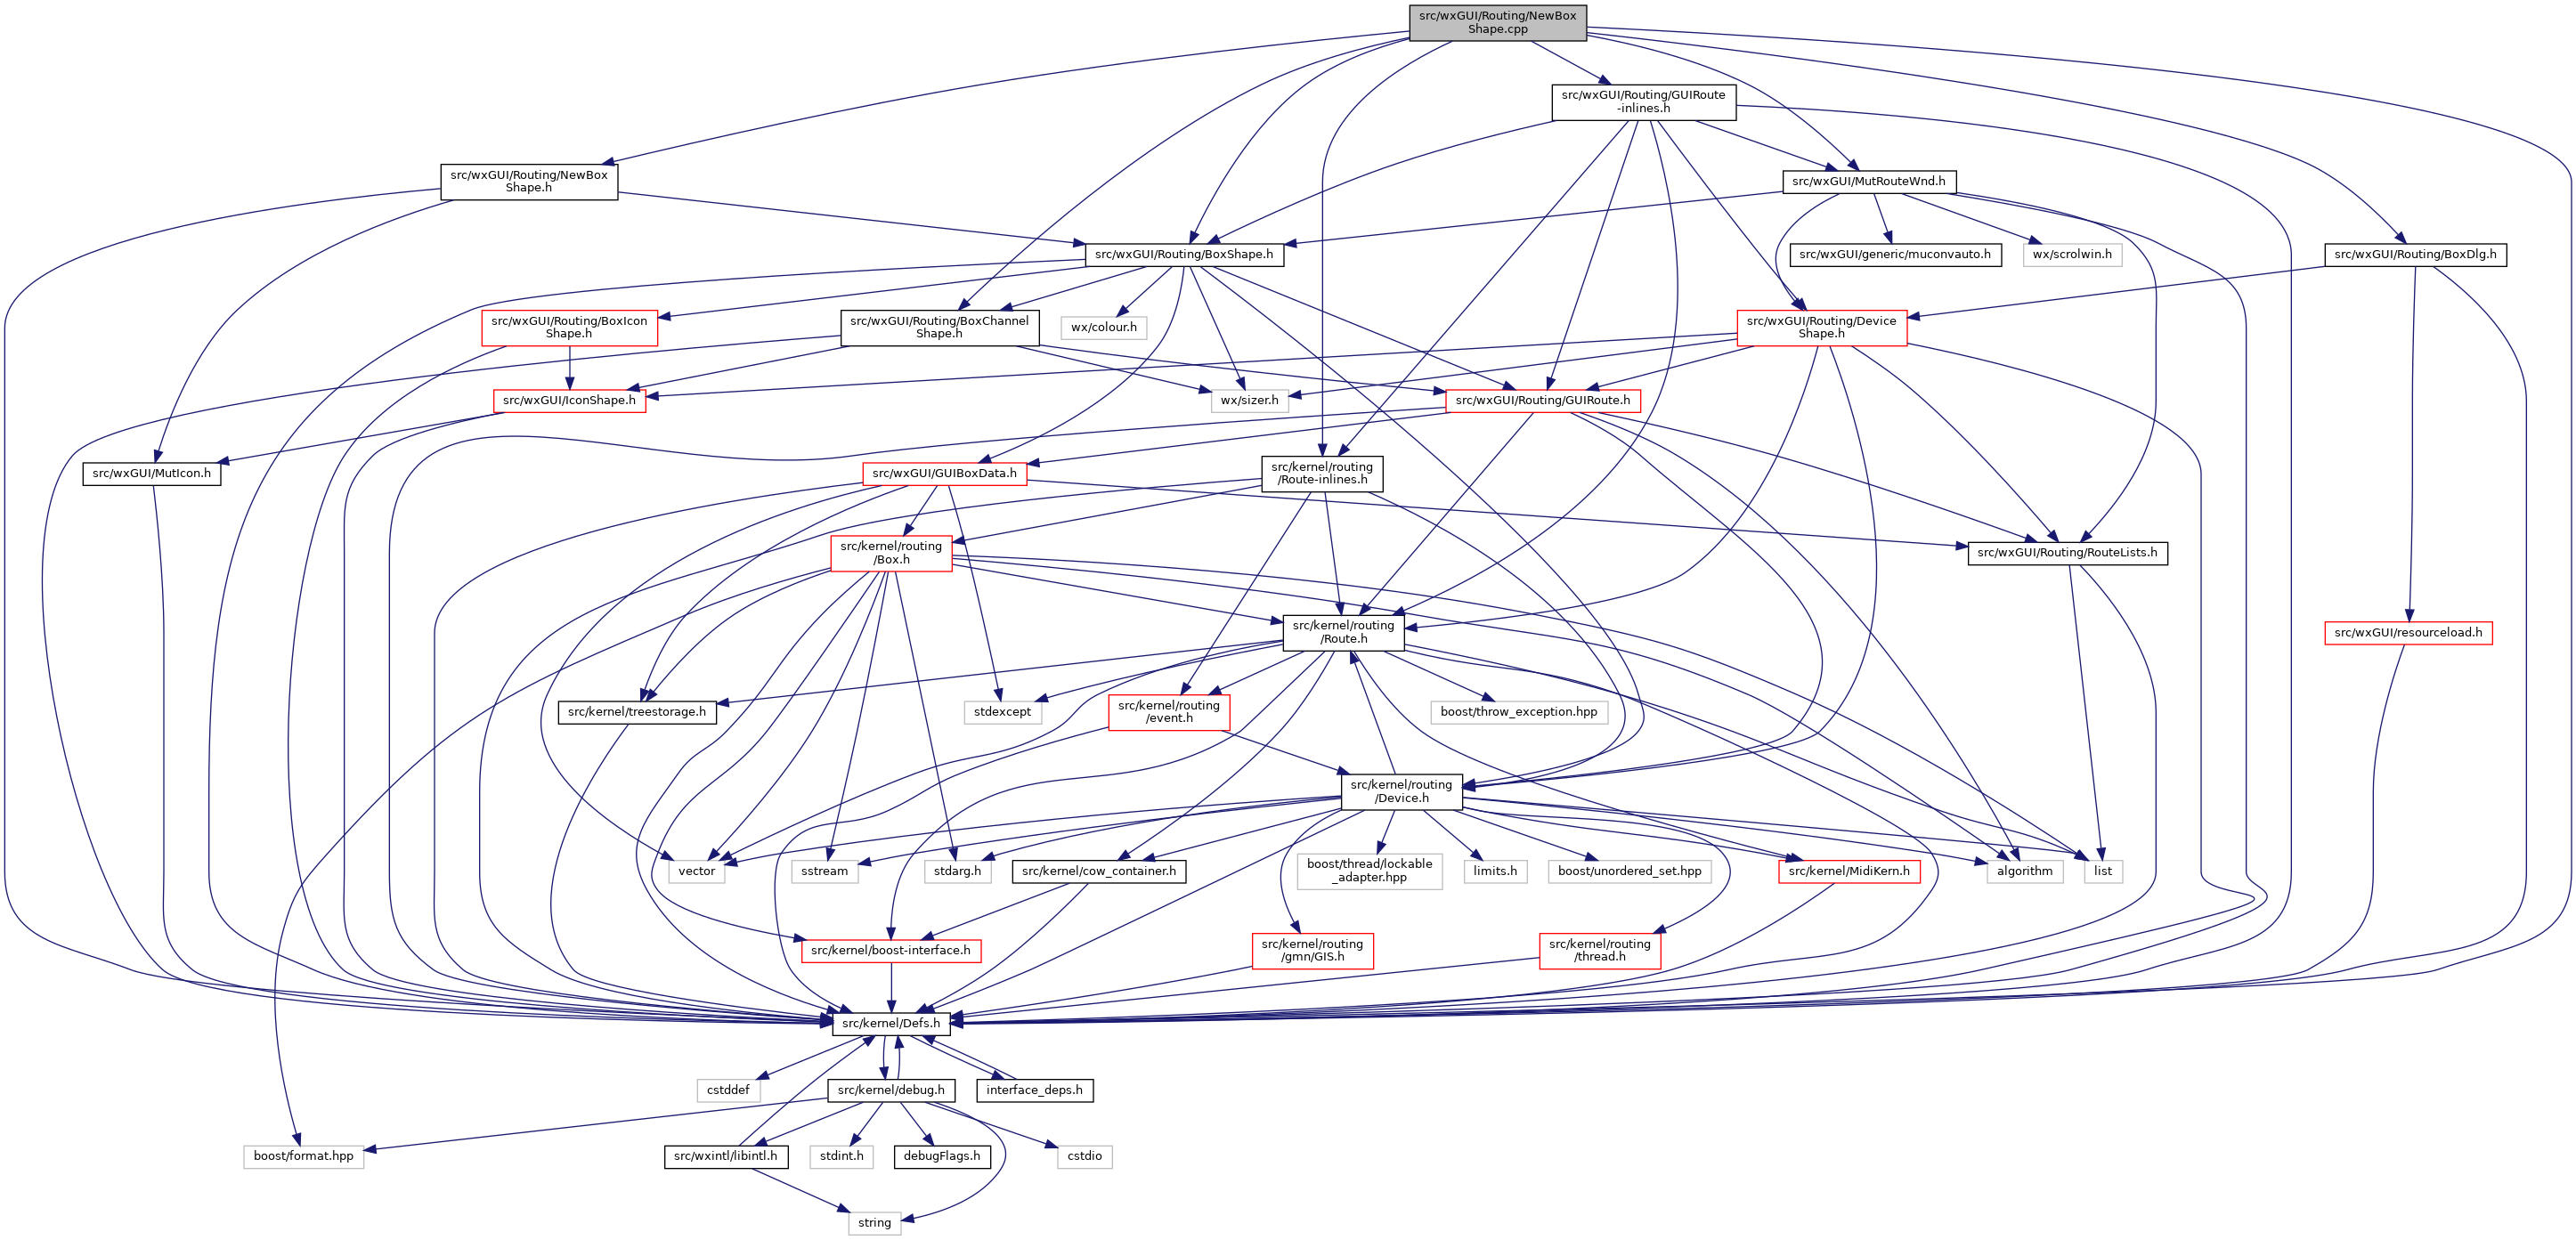 src/wxGUI/Routing/NewBox
Shape.cpp
src/wxGUI/Routing/GUIRoute
-inlines.h
src/wxGUI/Routing/NewBox
Shape.h
src/wxGUI/MutRouteWnd.h
src/wxGUI/Routing/BoxShape.h
src/wxGUI/generic/muconvauto.h
wx/scrolwin.h
src/wxGUI/Routing/BoxDlg.h
src/wxGUI/Routing/BoxIcon
Shape.h
src/wxGUI/Routing/BoxChannel
Shape.h
wx/colour.h
src/wxGUI/Routing/Device
Shape.h
src/wxGUI/IconShape.h
wx/sizer.h
src/wxGUI/Routing/GUIRoute.h
src/wxGUI/MutIcon.h
src/wxGUI/GUIBoxData.h
src/kernel/routing
/Route-inlines.h
src/kernel/routing
/Box.h
src/wxGUI/Routing/RouteLists.h
src/kernel/routing
/Route.h
src/wxGUI/resourceload.h
src/kernel/treestorage.h
stdexcept
src/kernel/routing
/event.h
boost/throw_exception.hpp
src/kernel/routing
/Device.h
vector
sstream
stdarg.h
src/kernel/cow_container.h
boost/thread/lockable
_adapter.hpp
limits.h
boost/unordered_set.hpp
src/kernel/MidiKern.h
algorithm
list
src/kernel/boost-interface.h
src/kernel/routing
/gmn/GIS.h
src/kernel/routing
/thread.h
src/kernel/Defs.h
cstddef
src/kernel/debug.h
interface_deps.h
boost/format.hpp
src/wxintl/libintl.h
stdint.h
debugFlags.h
cstdio
string